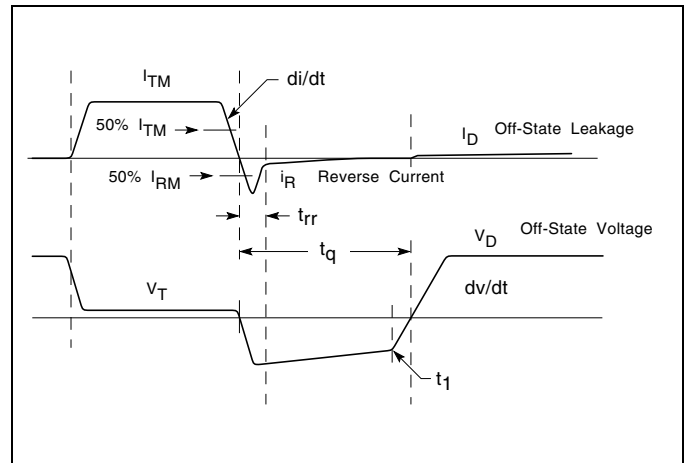 I_TM
di/dt
50% I_TM
I_D Off-State Leakage
50% I_RM
i_R Reverse Current
t_rr
t_q
V_D Off-State Voltage
V_T
dv/dt
t_1